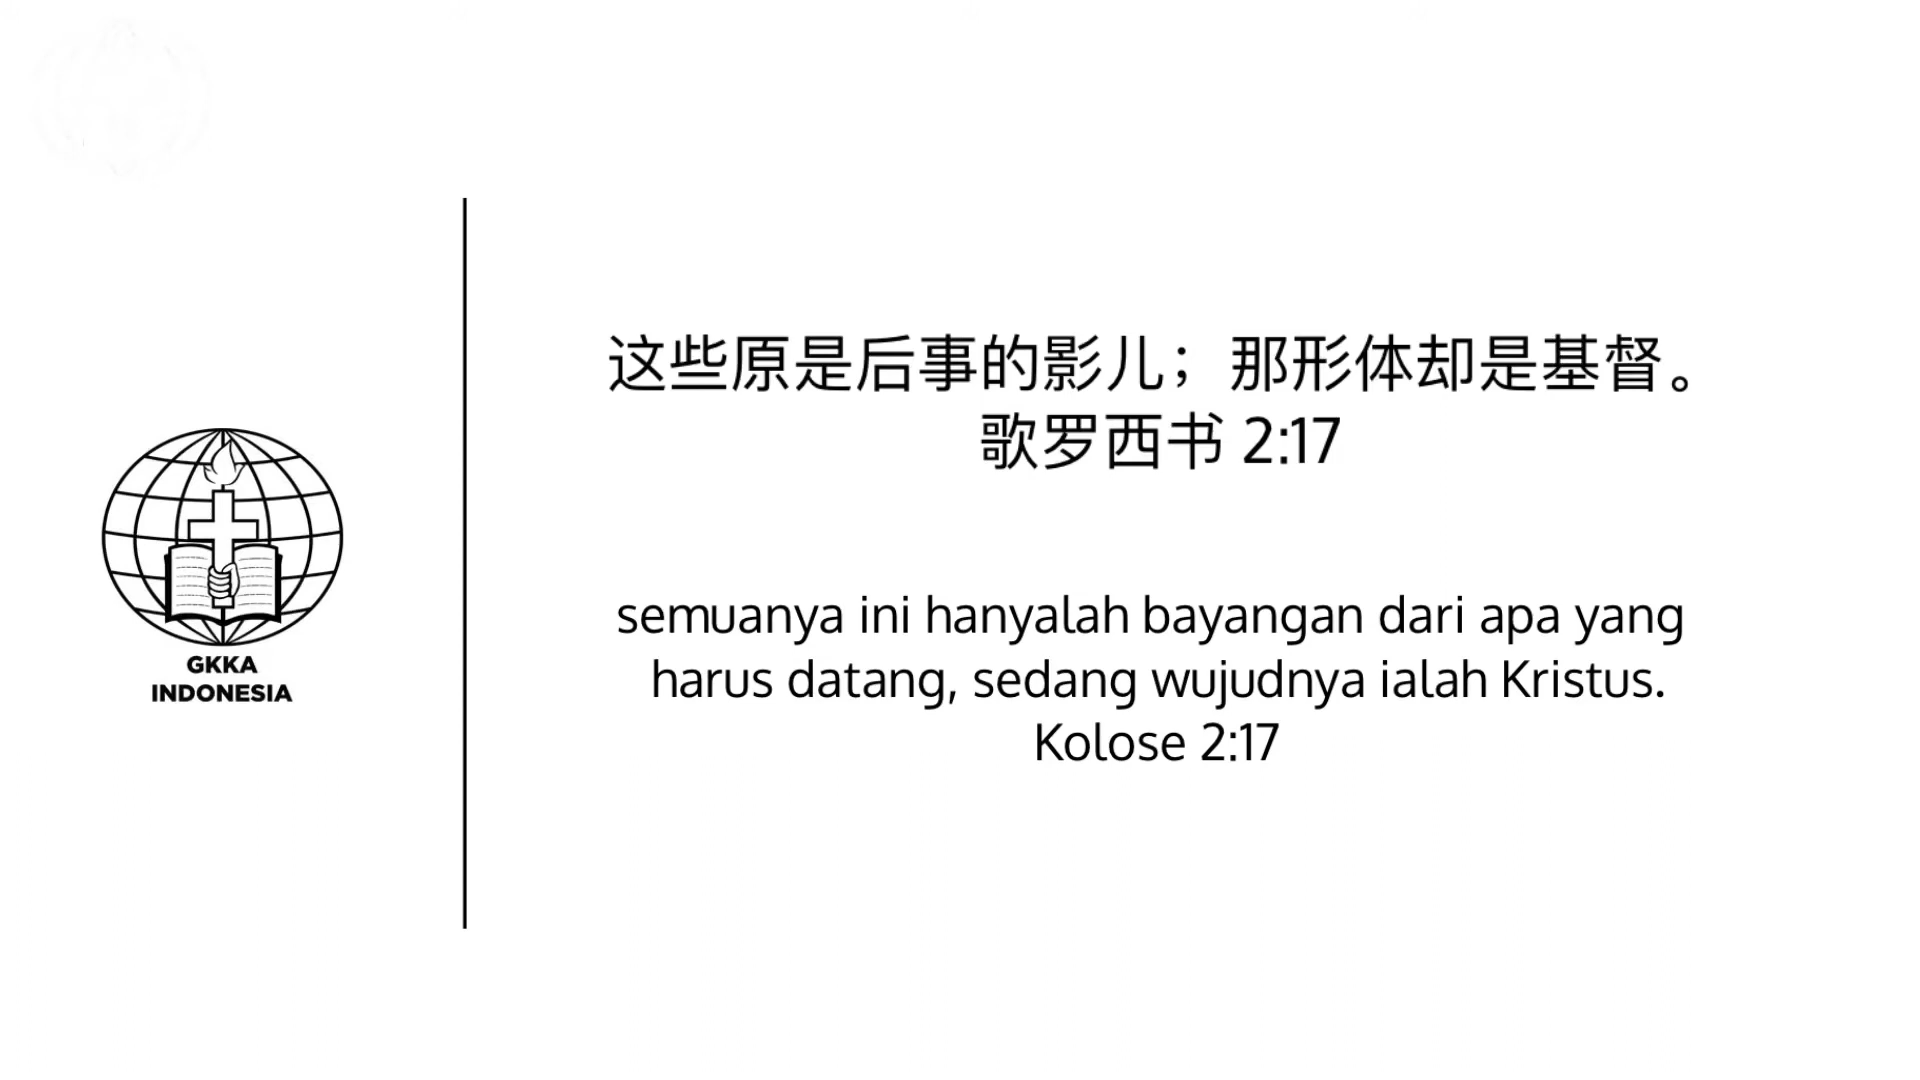 这些原是后事的影儿；那形体却是基督。
歌罗西书 2:17
semuanya ini hanyalah bayangan dari apa yang
harus datang, sedang wujudnya ialah Kristus.
Kolose 2:17
GKKA
INDONESIA